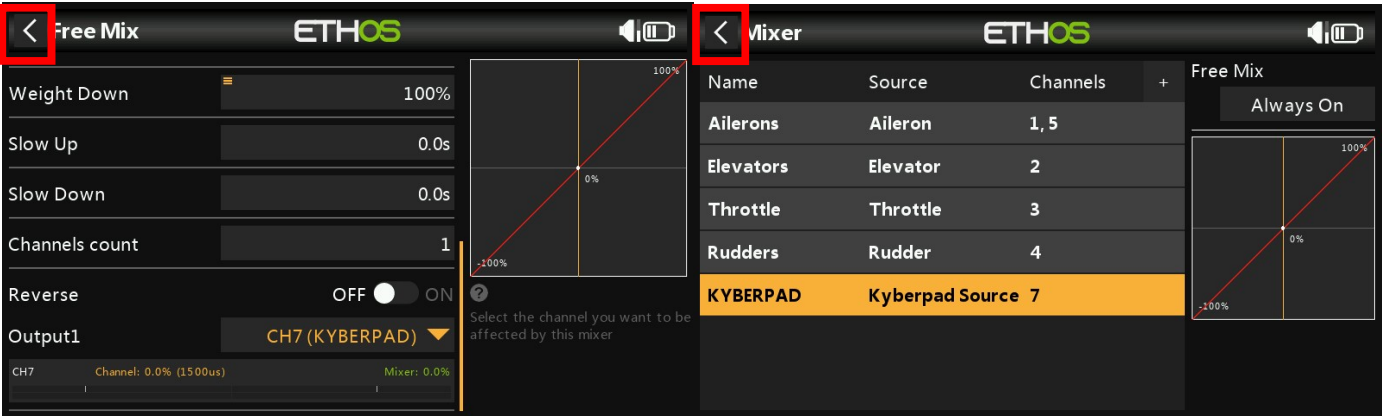 Free Mix
ETHOS
Weight Down 100%
Slow Up 0.0s
Slow Down 0.0s
Channels count 1
Reverse OFF ON
Output1 CH7 (KYBERPAD)
CH7 Channel: 0.0% (1500us) Mixer: 0.0%
100%
0%
-100%
?
Select the channel you want to be
affected by this mixer
Mixer
ETHOS
Name Source Channels +
Ailerons Aileron 1, 5
Elevators Elevator 2
Throttle Throttle 3
Rudders Rudder 4
KYBERPAD Kyberpad Source 7
Free Mix
Always On
100%
0%
-100%